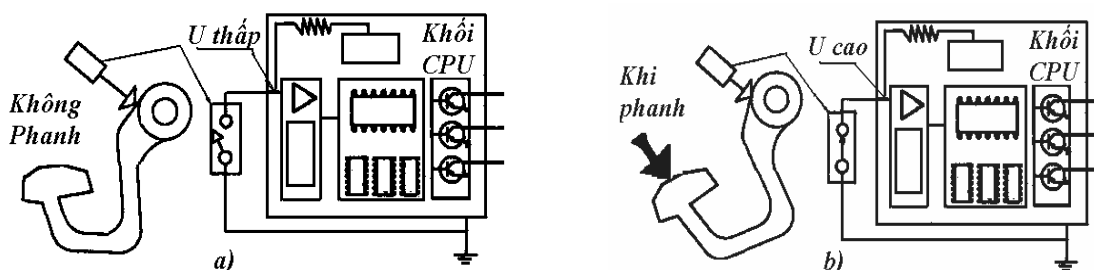 U thấp
Khối
CPU
Không
Phanh
a)
U cao
Khối
CPU
Khi
phanh
b)